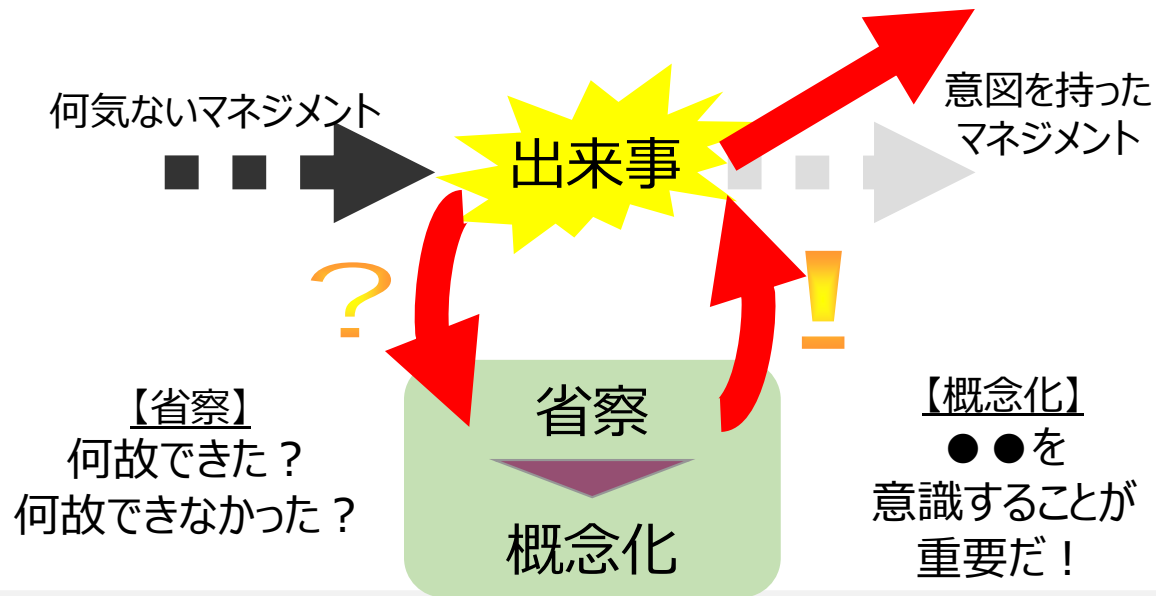 何気ないマネジメント
出来事
意図を持った
マネジメント
？
！
【省察】
何故できた？
何故できなかった？
省察
概念化
【概念化】
●●を
意識することが
重要だ！